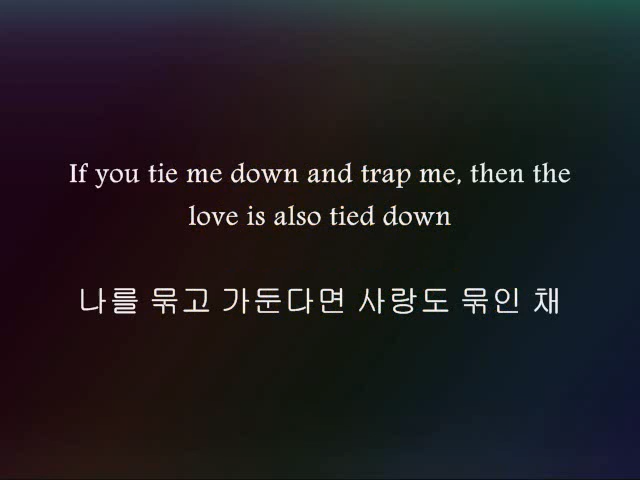 If you tie me down and trap me, then the
love is also tied down
나를 묶고 가둔다면 사랑도 묶인 채